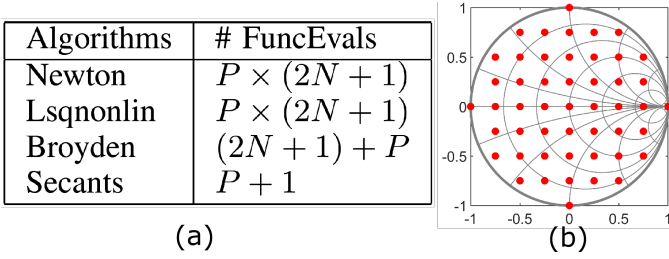 Algorithms # FuncEvals
Newton P × (2N + 1)
Lsqnonlin P × (2N + 1)
Broyden (2N + 1) + P
Secants P + 1
(a)
1
0.5
0
-0.5
-1
-1 -0.5 0 0.5 1
(b)